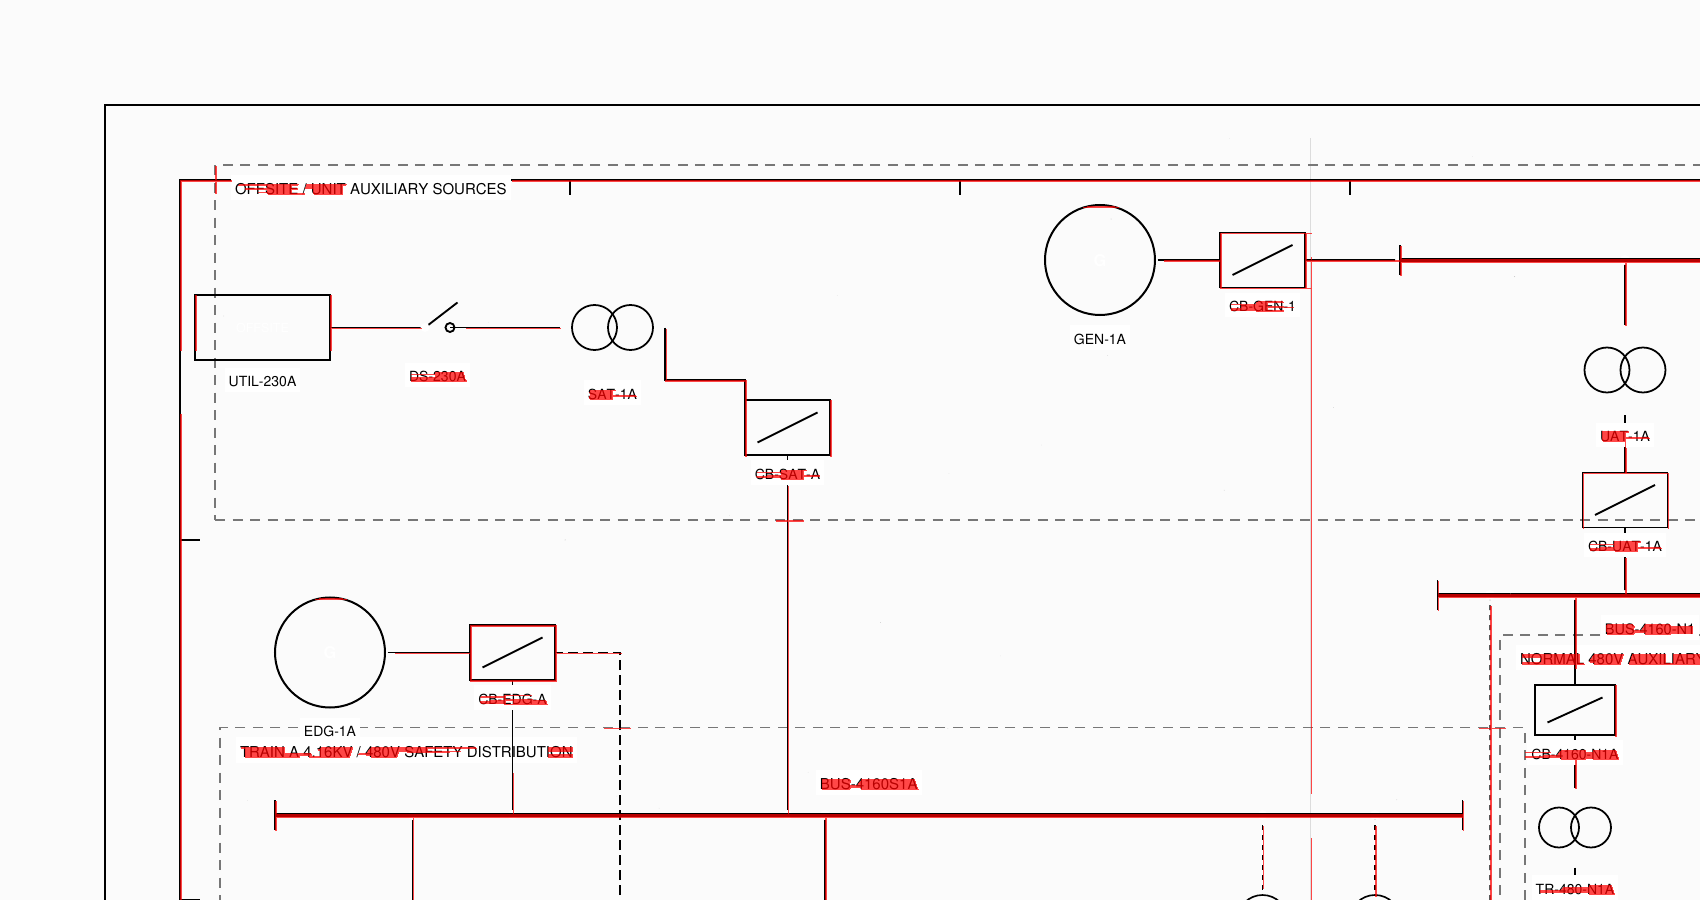 OFFSITE / UNIT AUXILIARY SOURCES
CB-GEN-1
GEN-1A
UTIL-230A
DS-230A
SAT-1A
UAT-1A
CB-SAT-A
CB-UAT-1A
BUS-4160-N1
NORMAL 480V AUXILIARY
CB-EDG-A
EDG-1A
TRAIN A 4.16KV / 480V SAFETY DISTRIBUTION
CB-4160-N1A
BUS-4160S1A
TR-480-N1A